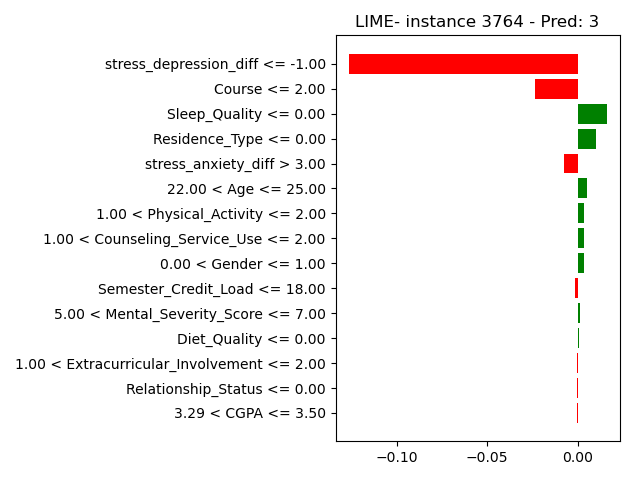 LIME- instance 3764 - Pred: 3
stress_depression_diff <= -1.00
Course <= 2.00
Sleep_Quality <= 0.00
Residence_Type <= 0.00
stress_anxiety_diff > 3.00
22.00 < Age <= 25.00
1.00 < Physical_Activity <= 2.00
1.00 < Counseling_Service_Use <= 2.00
0.00 < Gender <= 1.00
Semester_Credit_Load <= 18.00
5.00 < Mental_Severity_Score <= 7.00
Diet_Quality <= 0.00
1.00 < Extracurricular_Involvement <= 2.00
Relationship_Status <= 0.00
3.29 < CGPA <= 3.50
−0.10 −0.05 0.00